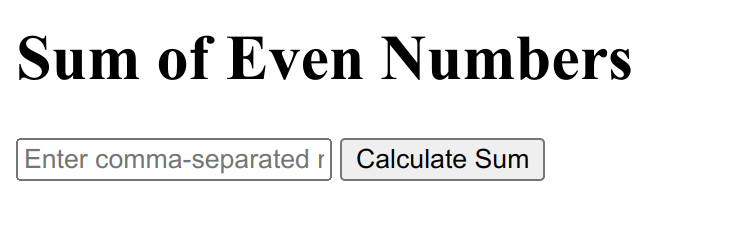 Sum of Even Numbers
Enter comma-separated Calculate Sum